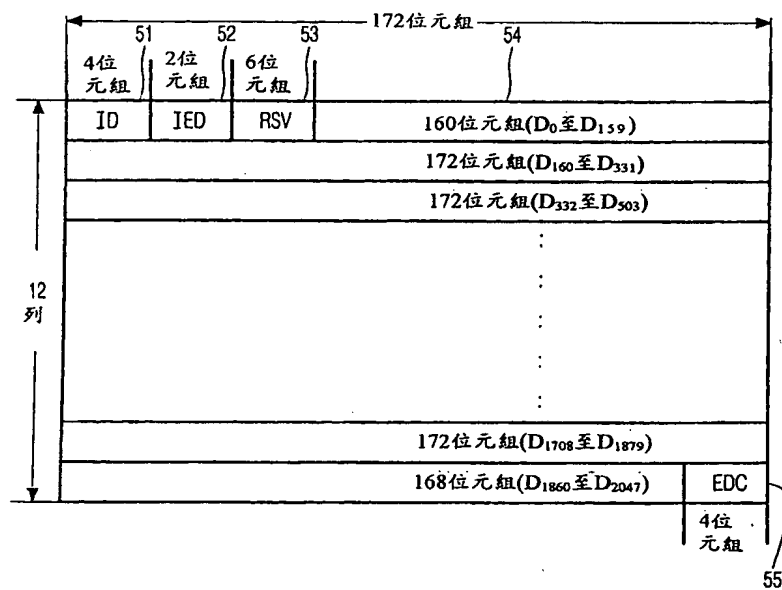 172位元組
51
52
53
54
4位元組
2位元組
6位元組
ID
IED
RSV
160位元組(D₀至D₁₅₉)
172位元組(D₁₆₀至D₃₃₁)
172位元組(D₃₃₂至D₅₀₃)
12列
172位元組(D₁₇₀₈至D₁₈₇₉)
168位元組(D₁₈₆₀至D₂₀₄₇)
EDC
4位元組
55